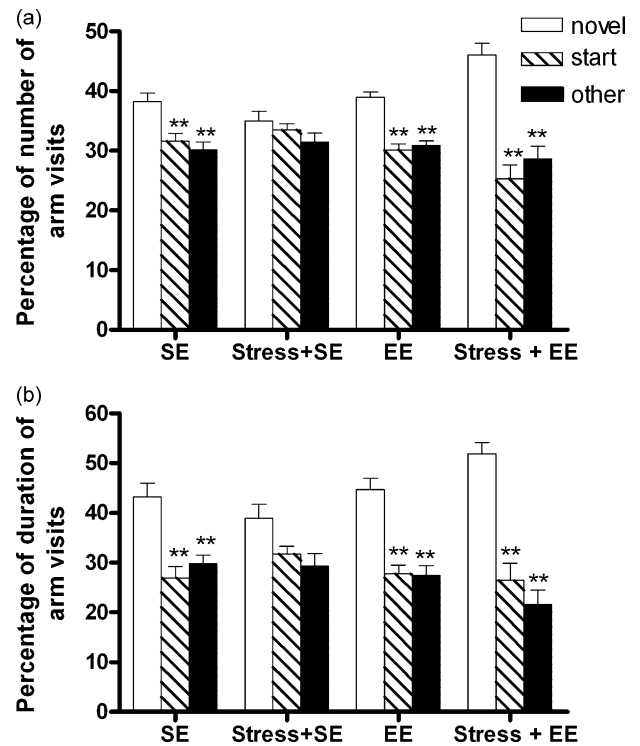 (a)
novel
start
other
Percentage of number of
arm visits
50
40
30
20
10
0
** **
** **
** **
SE Stress+SE EE Stress + EE
(b)
Percentage of duration of
arm visits
60
50
40
30
20
10
0
** **
** **
** **
SE Stress+SE EE Stress + EE